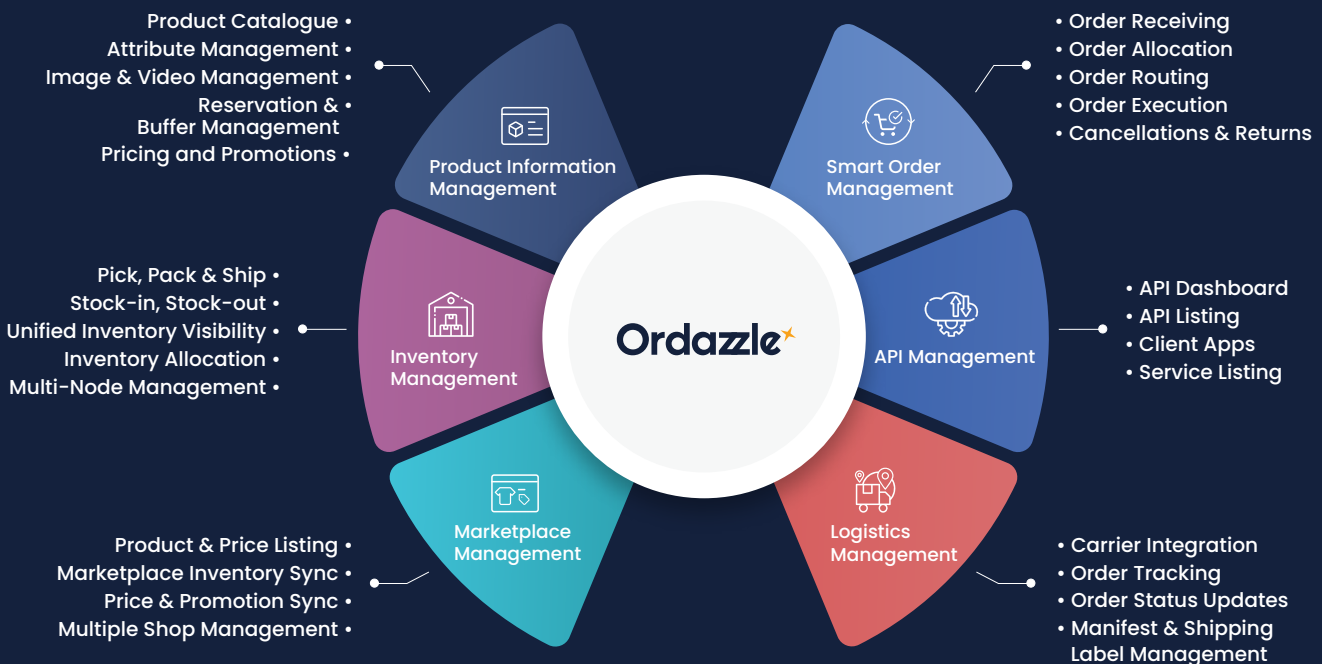 Product Catalogue •
Attribute Management •
Image & Video Management •
Reservation & •
Buffer Management
Pricing and Promotions •
Product Information
Management
Smart Order
Management
• Order Receiving
• Order Allocation
• Order Routing
• Order Execution
• Cancellations & Returns
Pick, Pack & Ship •
Stock-in, Stock-out •
Unified Inventory Visibility •
Inventory Allocation •
Multi-Node Management •
Inventory
Management
Ordazzle
API Management
• API Dashboard
• API Listing
• Client Apps
• Service Listing
Product & Price Listing •
Marketplace Inventory Sync •
Price & Promotion Sync •
Multiple Shop Management •
Marketplace
Management
Logistics
Management
• Carrier Integration
• Order Tracking
• Order Status Updates
• Manifest & Shipping
Label Management